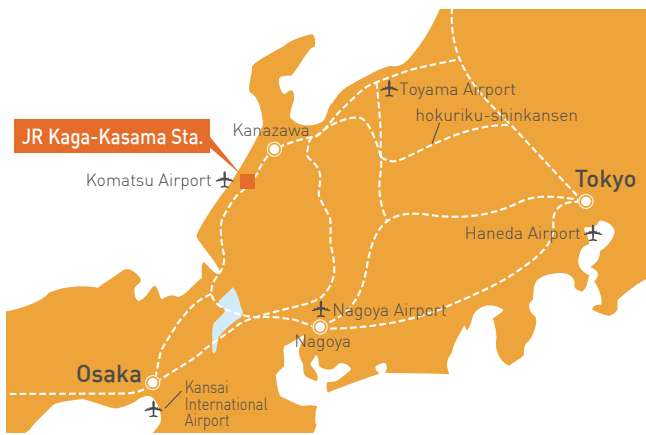 Toyama Airport
hokuriku-shinkansen
JR Kaga-Kasama Sta.
Kanazawa
Komatsu Airport
Tokyo
Haneda Airport
Nagoya Airport
Nagoya
Osaka
Kansai
International
Airport